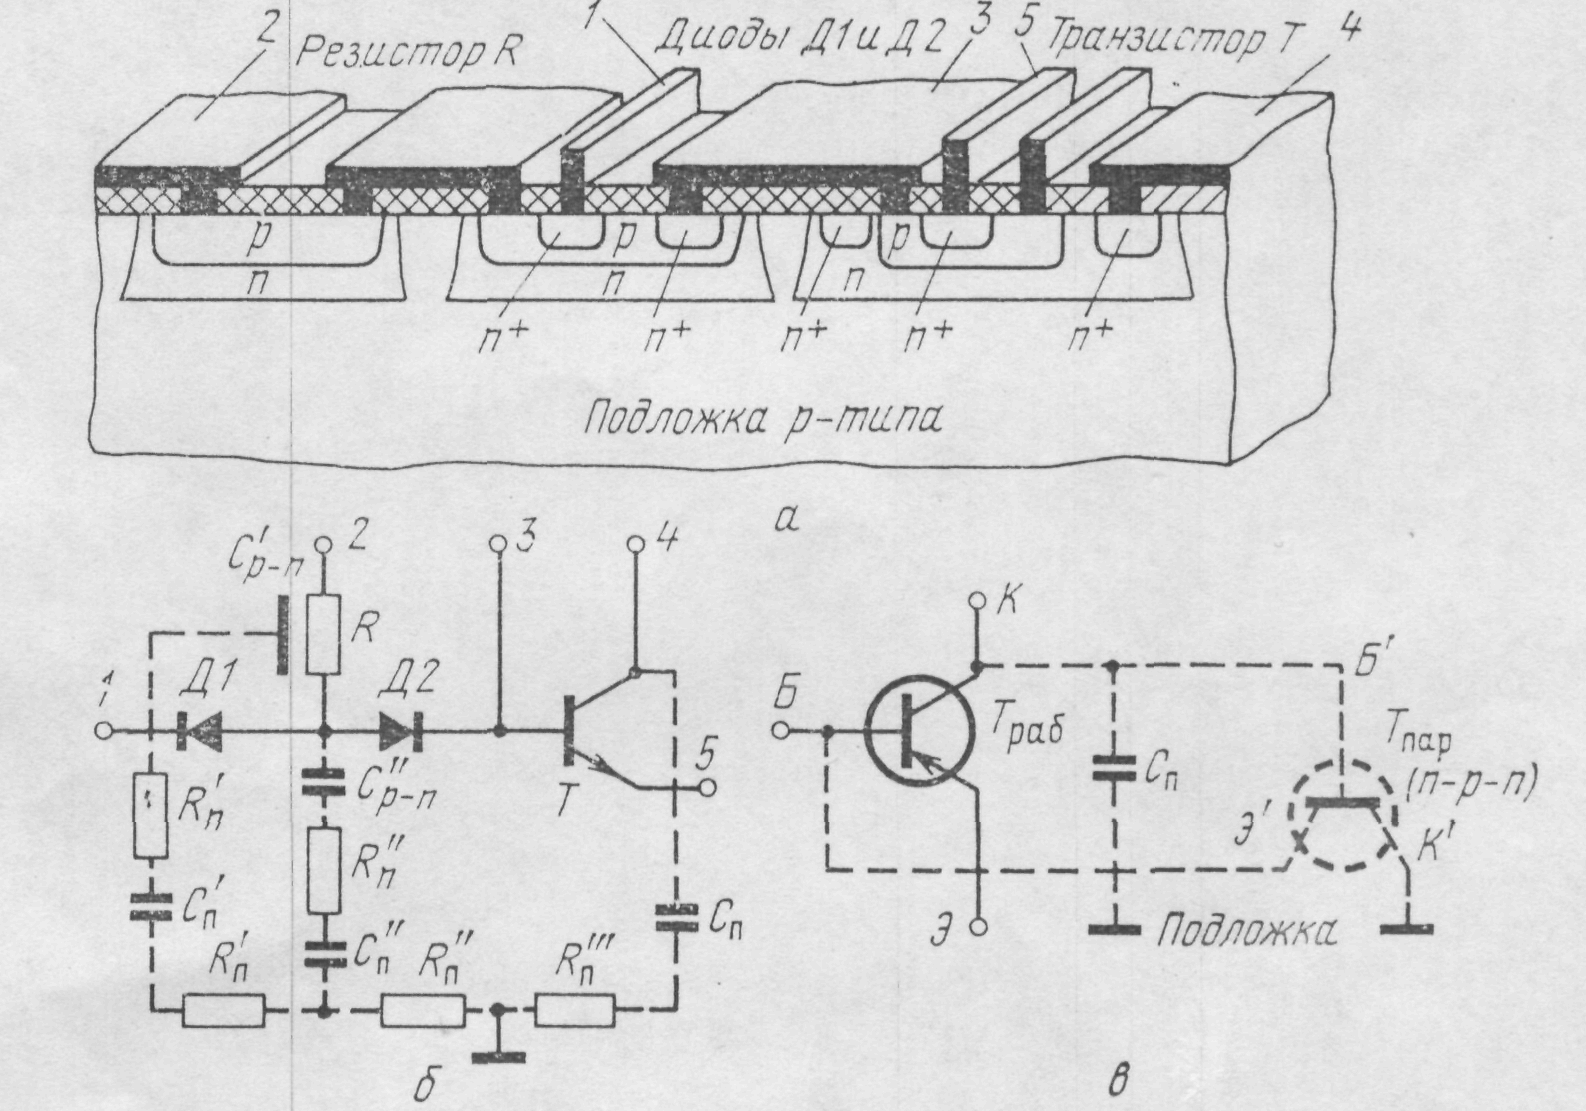 2 Резистор R 1 Диоды Д1 и Д2 3 5 Транзистор Т 4
p p p
n n n
n+ n+ n+ n+ n+
Подложка р-типа
а
C'p-n 2 3 4
R
1 Д1 Д2
5
T
R'n C"p-n
R"n
C'п C"п Cп
R'п R"п R'''п
б
К
Б Б'
Tраб Tпар
Cп (n-p-n)
Э' К'
Э Подложка
в